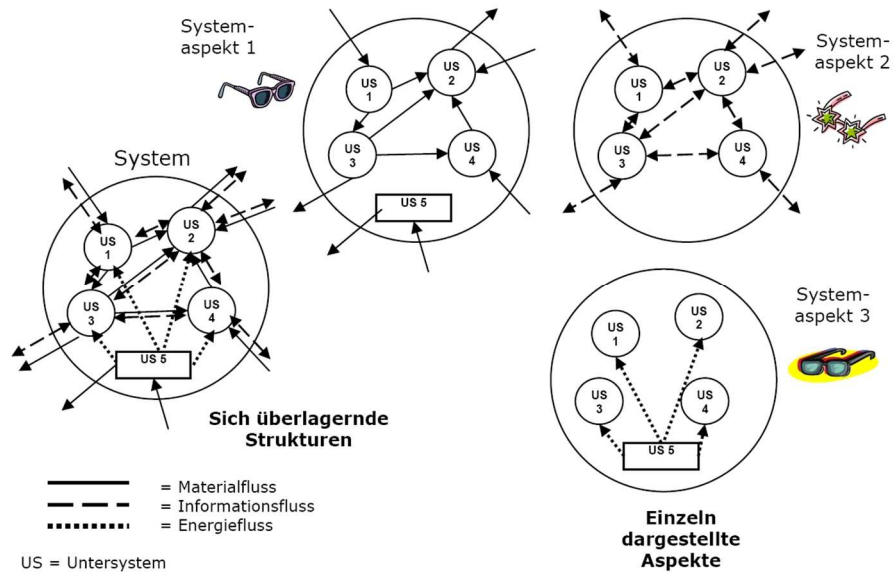 System-
aspekt 1
US
1
US
2
US
3
US
4
US 5
US
1
US
2
US
3
US
4
System-
aspekt 2
System
US
1
US
2
US
3
US
4
US 5
Sich überlagernde
Strukturen
US
1
US
2
US
3
US
4
US 5
System-
aspekt 3
= Materialfluss
= Informationsfluss
= Energiefluss
US = Untersystem
Einzeln
dargestellte
Aspekte